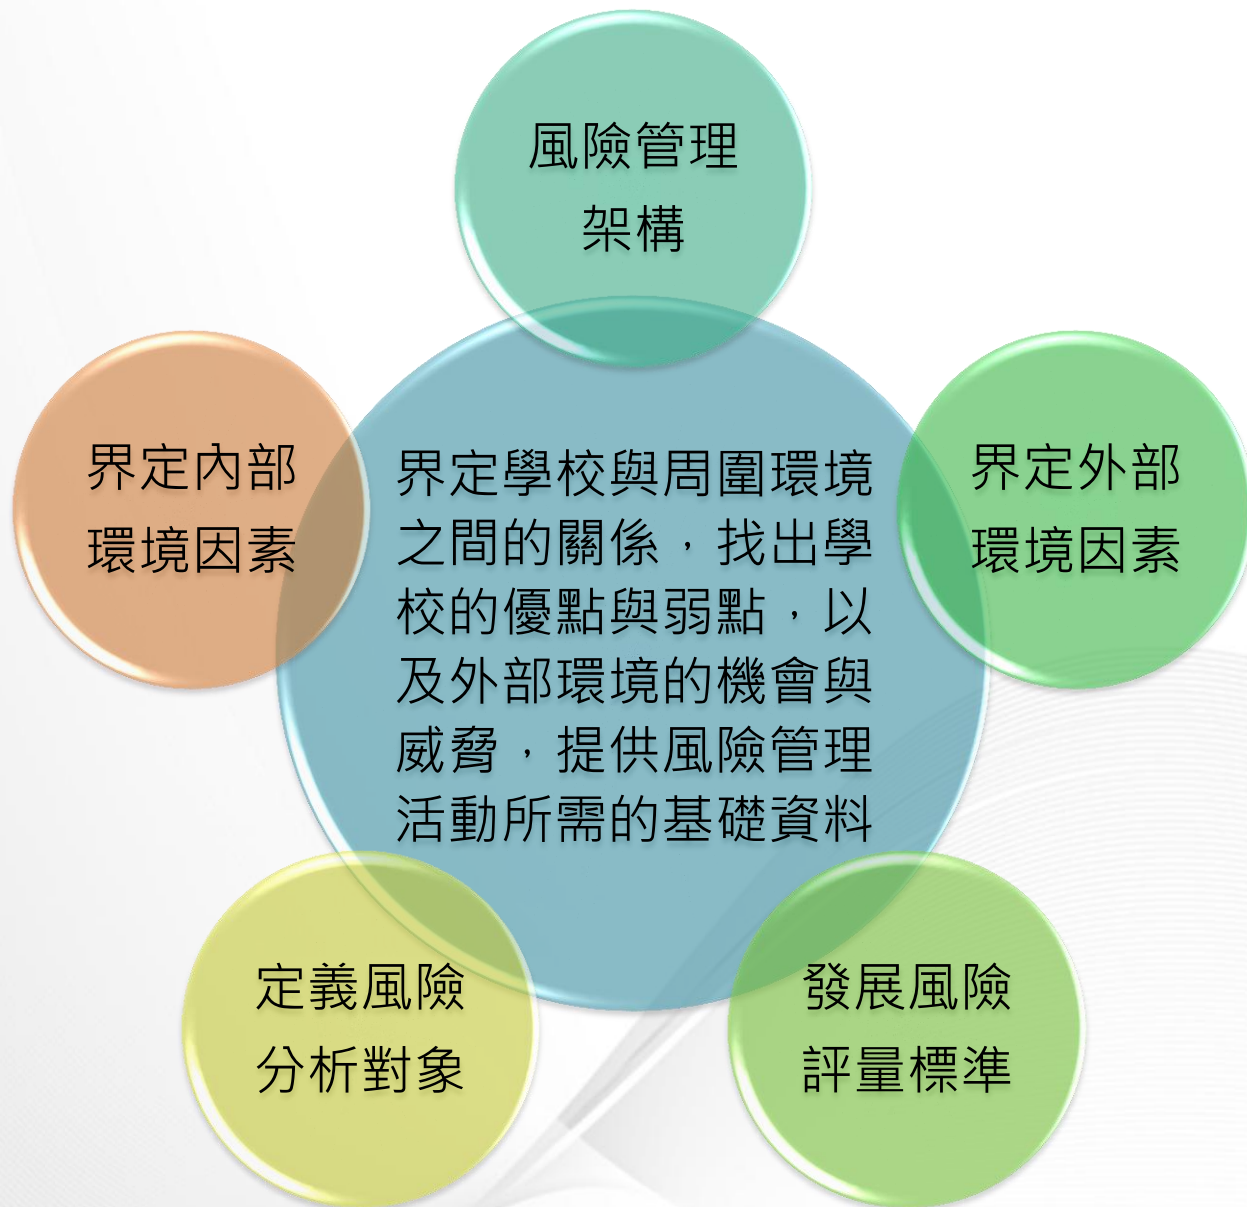 風險管理
架構
界定內部
環境因素
界定學校與周圍環境
之間的關係，找出學
校的優點與弱點，以
及外部環境的機會與
威脅，提供風險管理
活動所需的基礎資料
界定外部
環境因素
定義風險
分析對象
發展風險
評量標準